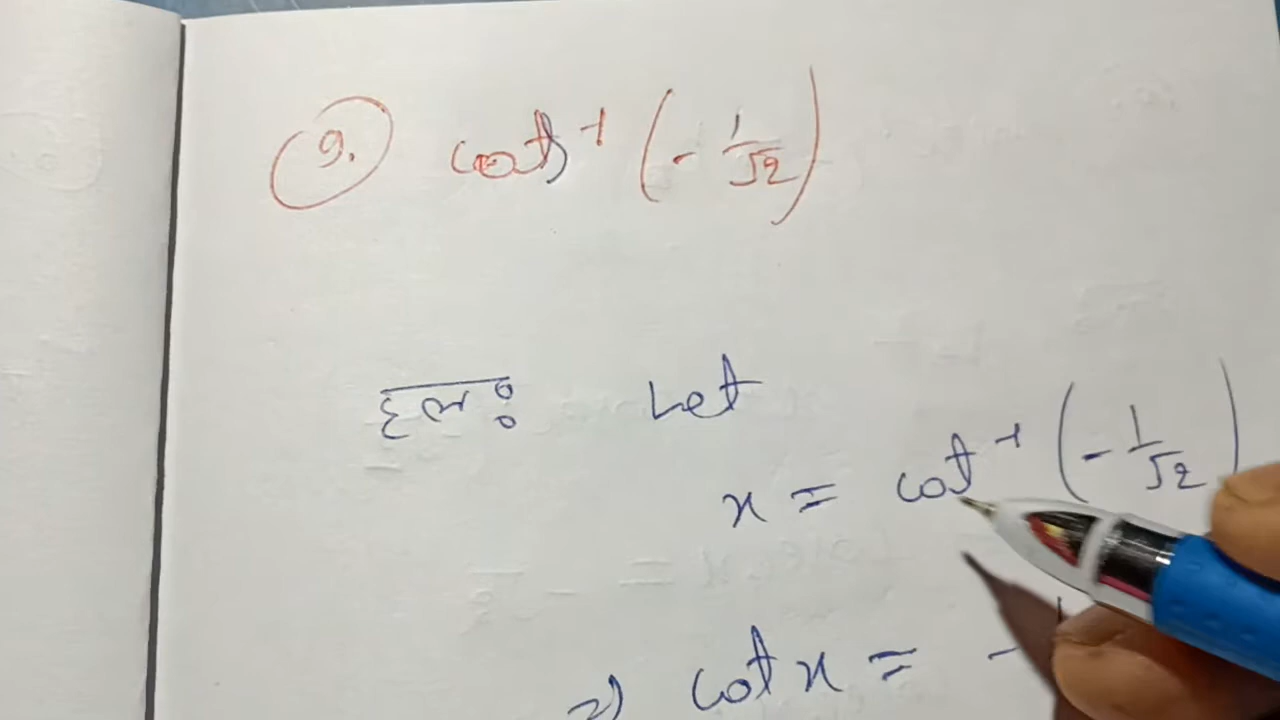 9. cot⁻¹ (- 1/√2)
हल: Let
x = cot⁻¹ (- 1/√2)
⇒ cot x = -